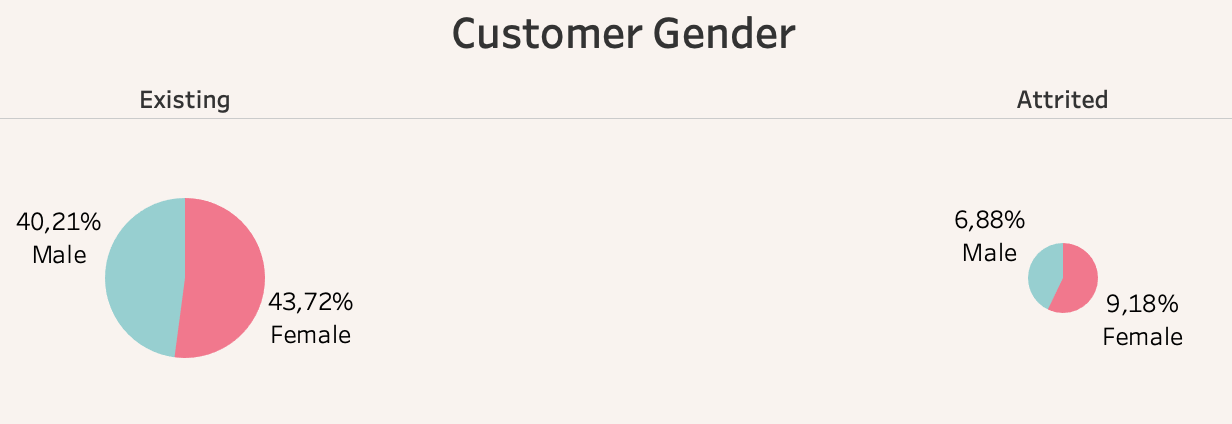 Customer Gender
Existing
Attrited
40,21%
Male
43,72%
Female
6,88%
Male
9,18%
Female